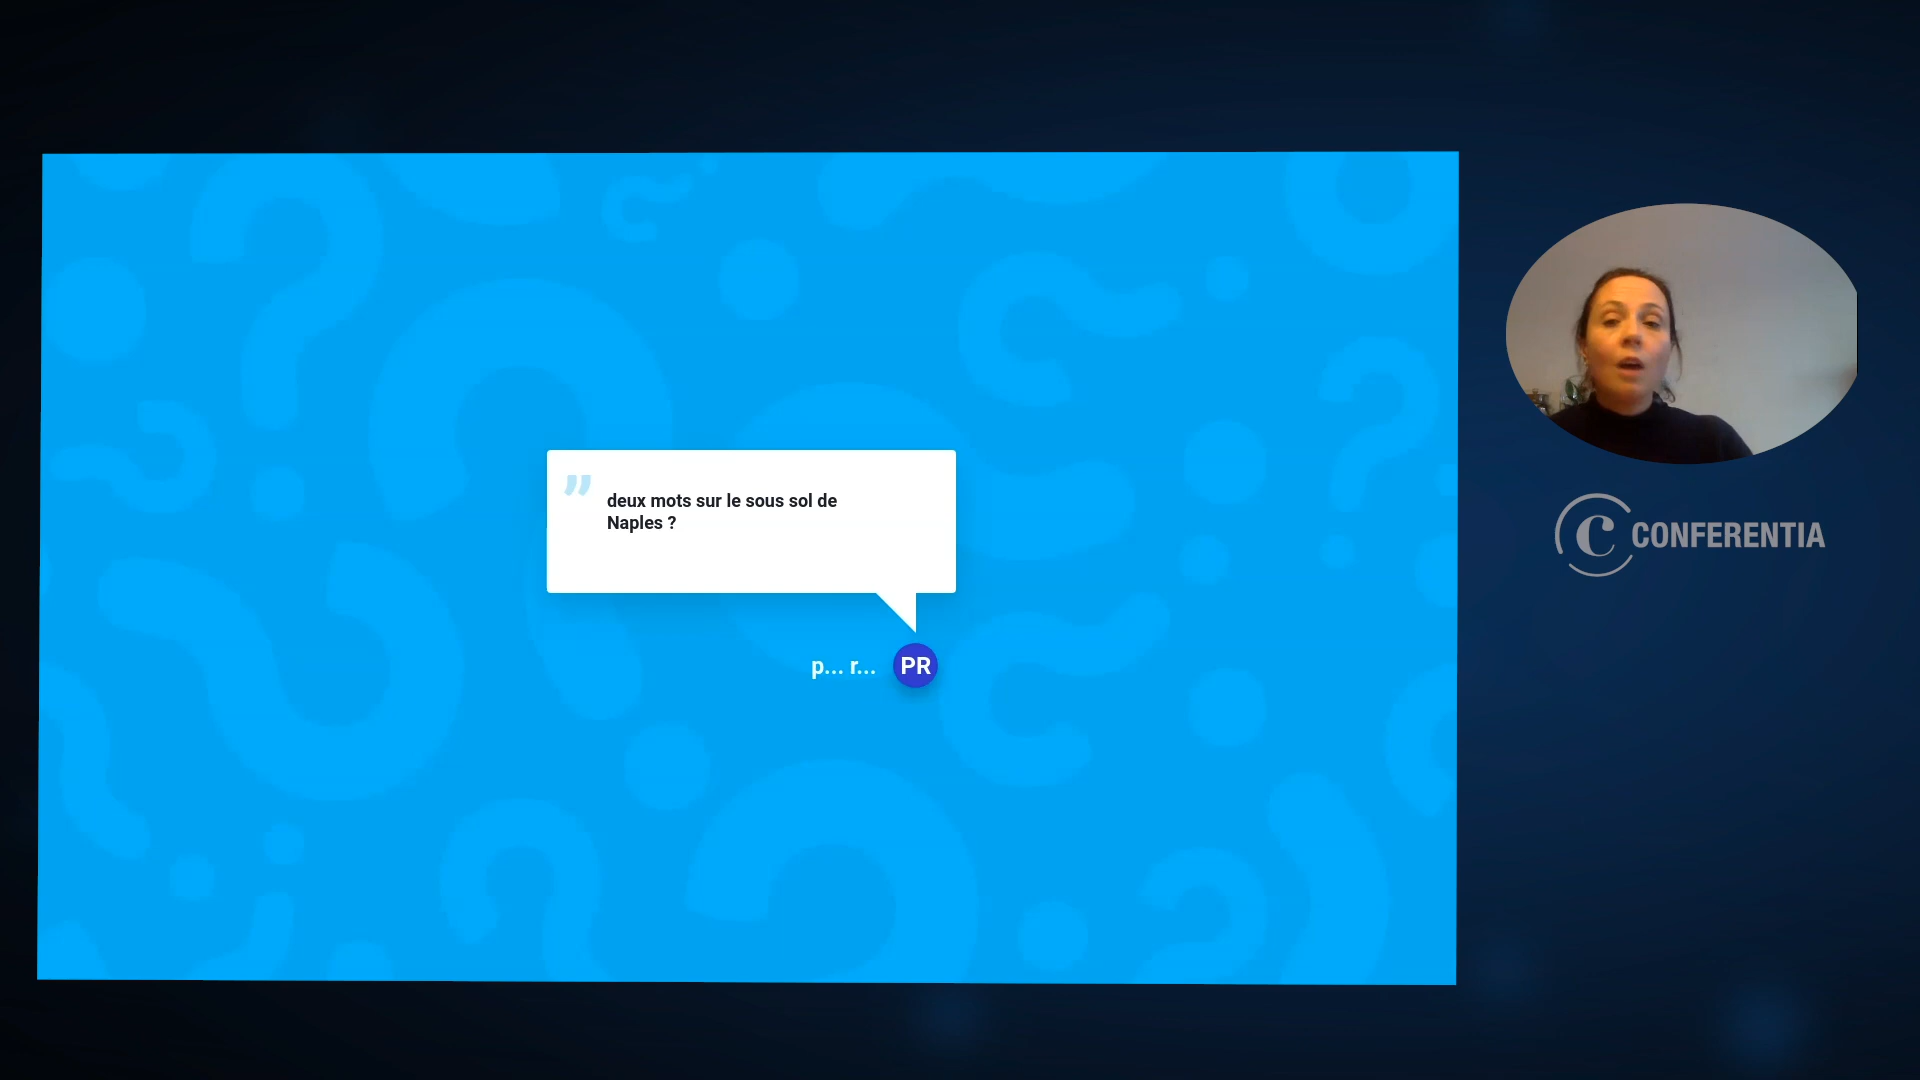 deux mots sur le sous sol de
Naples ?
p... r... PR
C CONFERENTIA